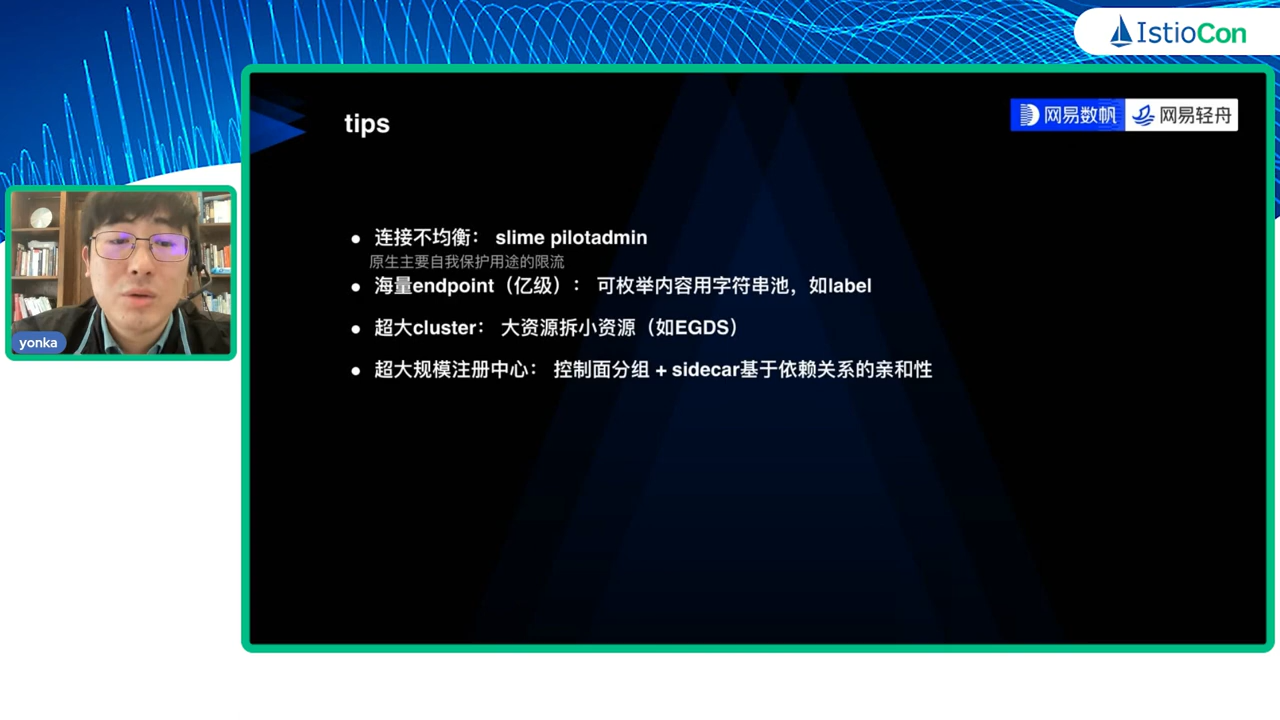 IstioCon
tips
网易数帆 网易轻舟
连接不均衡： slime pilotadmin
原生主要自我保护用途的限流
海量endpoint（亿级）： 可枚举内容用字符串池，如label
超大cluster： 大资源拆小资源（如EGDS）
超大规模注册中心： 控制面分组 + sidecar基于依赖关系的亲和性
yonka